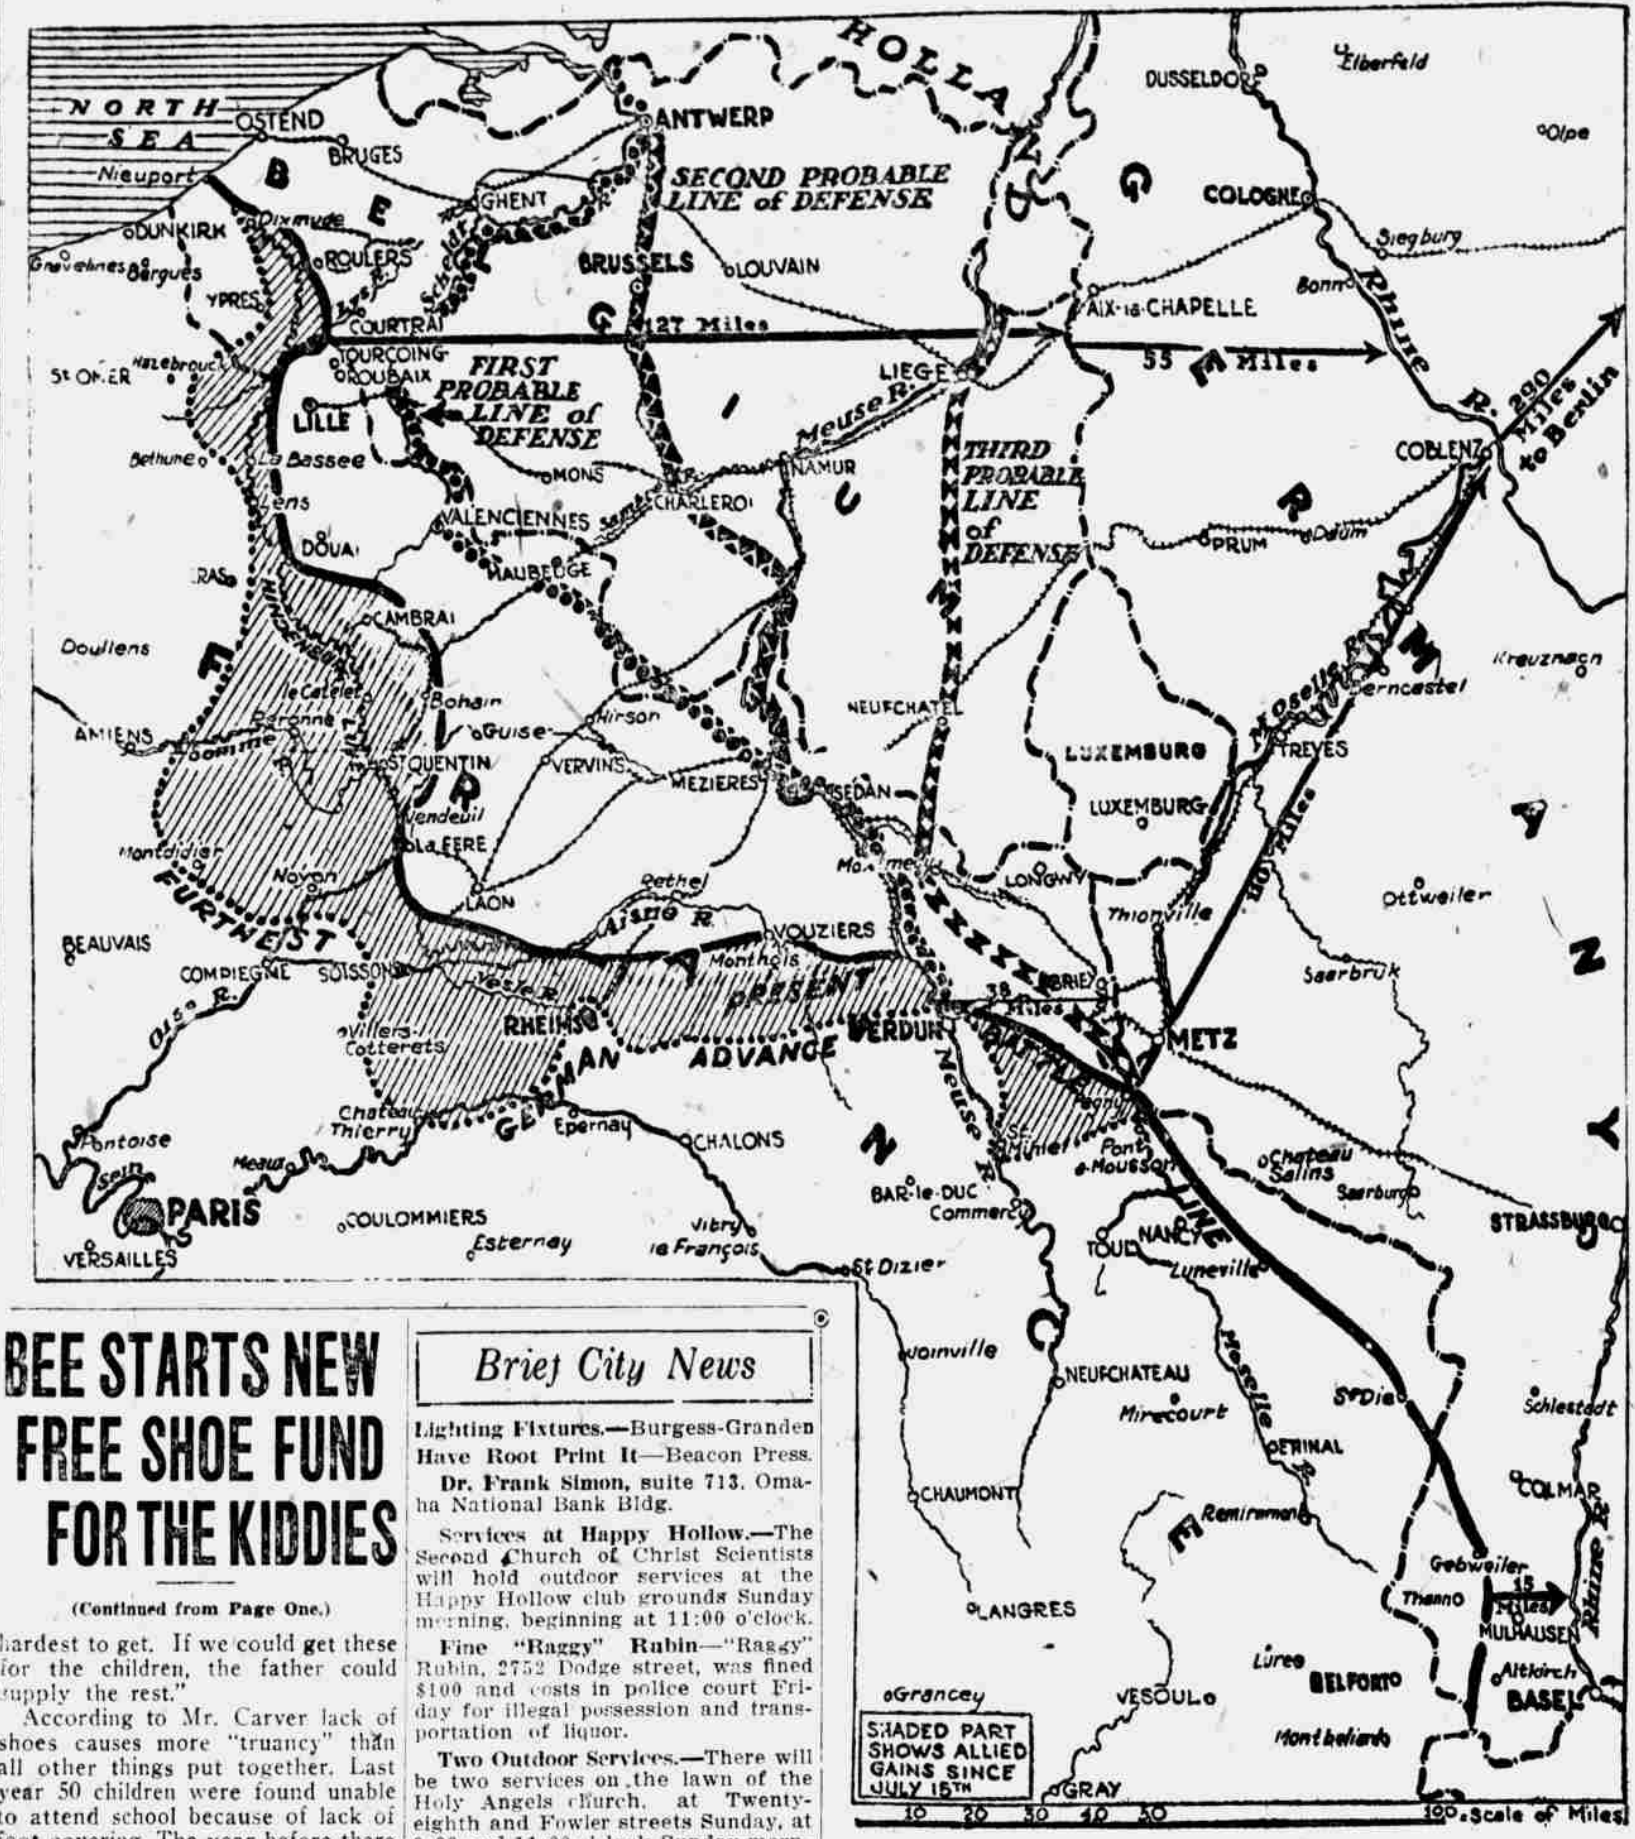 HOLLAND
DUSSELDORF
Elberfeld
NORTH
SEA
OSTEND
ANTWERP
Olpe
BRUGES
Nieuport
SECOND PROBABLE
LINE of DEFENSE
GHENT
COLOGNE
Dixmude
DUNKIRK
Siegburg
ROULERS
Scheldt
BRUSSELS
LOUVAIN
Gravelines
Bergues
Lys R.
Bonn
Rhine
R.
YPRES
AIX-la-CHAPELLE
COURTRAI
127 Miles
55 Miles
290
Miles
to Berlin
TOURCOING
ROUBAIX
FIRST
PROBABLE
LINE of
DEFENSE
Hazebrouck
St OMER
LIEGE
Meuse R.
LILLE
COBLENZ
THIRD
PROBABLE
LINE
of
DEFENSE
Bethune
La Bassee
MONS
NAMUR
CHARLEROI
Lens
VALENCIENNES
DOUAI
PRUM
Daum
MAUBEUGE
RAS
HINDENBURG
LINE
CAMBRAI
Doullens
Kreuznach
Moselle R.
Berncastel
le Catelet
Bohain
NEUFCHATEL
Peronne
Hirson
AMIENS
Somme
Guise
LUXEMBURG
TREVES
St QUENTIN
VERVINS
MEZIERES
SEDAN
LUXEMBURG
Vendeuil
La FERE
Montdidier
LONGWY
Noyon
Rethel
Ottweiler
FURTHEIST
LAON
Aisne R.
Thionville
BEAUVAIS
VOUZIERS
Monthois
COMPIEGNE
SOISSONS
Saarbruk
BRIEY
Vesle R.
PRESENT
Oise R.
38
Miles
Villers-
Cotterets
RHEIMS
VERDUN
METZ
GERMAN ADVANCE
BATTLE
LINE
Meuse
R.
Pagny
Chateau
Thierry
Epernay
CHALONS
St
Mihiel
Pont
a-Mousson
Pontoise
Sein
Meaux
Chateau
Salins
Saarburg
BAR-le-DUC
Commercy
PARIS
STRASSBURG
COULOMMIERS
Vitry
le François
NANCY
TOUL
Esternay
VERSAILLES
St Dizier
Luneville
BELGIUM
FRANCE
GERMANY
Joinville
NEUFCHATEAU
Moselle
R.
St Die
Schlestadt
Mirecourt
EPINAL
CHAUMONT
COLMAR
Remiremont
Gebweiler
15
Miles
Rhine R
Thann
LANGRES
MULHAUSEN
Lure
BELFORT
Altkirch
Grancey
VESOUL
BASEL
Montbeliard
SHADED PART
SHOWS ALLIED
GAINS SINCE
JULY 15TH
GRAY
10 20 30 40 50 100 Scale of Miles
BEE STARTS NEW
FREE SHOE FUND
FOR THE KIDDIES
(Continued from Page One.)
hardest to get. If we could get these
for the children, the father could
supply the rest."
According to Mr. Carver lack of
shoes causes more "truancy" than
all other things put together. Last
year 50 children were found unable
to attend school because of lack of
Brief City News
Lighting Fixtures.—Burgess-Granden
Have Root Print It—Beacon Press.
Dr. Frank Simon, suite 713, Oma-
ha National Bank Bldg.
Services at Happy Hollow.—The
Second Church of Christ Scientists
will hold outdoor services at the
Happy Hollow club grounds Sunday
morning, beginning at 11:00 o'clock.
Fine "Raggy" Rubin—"Raggy"
Rubin, 2752 Dodge street, was fined
$100 and costs in police court Fri-
day for illegal possession and trans-
portation of liquor.
Two Outdoor Services.—There will
be two services on the lawn of the
Holy Angels church, at Twenty-
eighth and Fowler streets Sunday, at